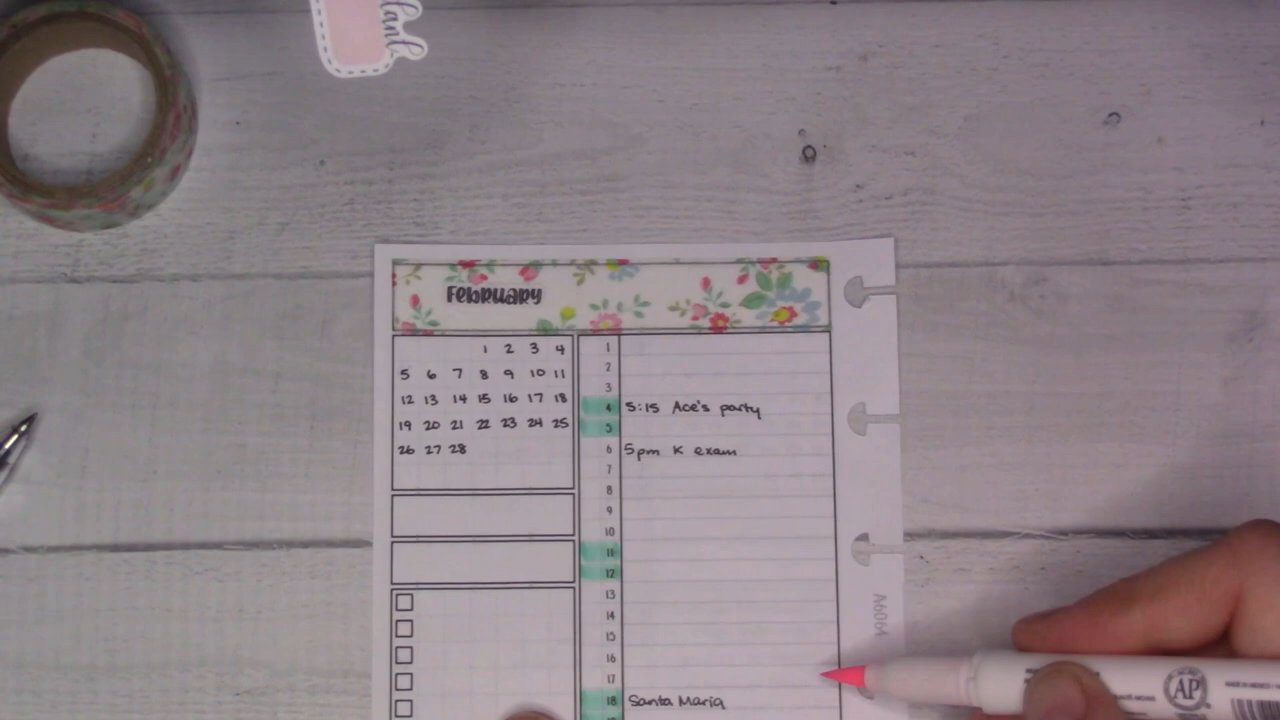 February
1 2 3 4
5 6 7 8 9 10 11
12 13 14 15 16 17 18
19 20 21 22 23 24 25
26 27 28
1
2
3
4 5:15 Ace's party
5
6 5pm K exam
7
8
9
10
11
12
13
14
15
16
17
18 Santa Maria
A6064
AP